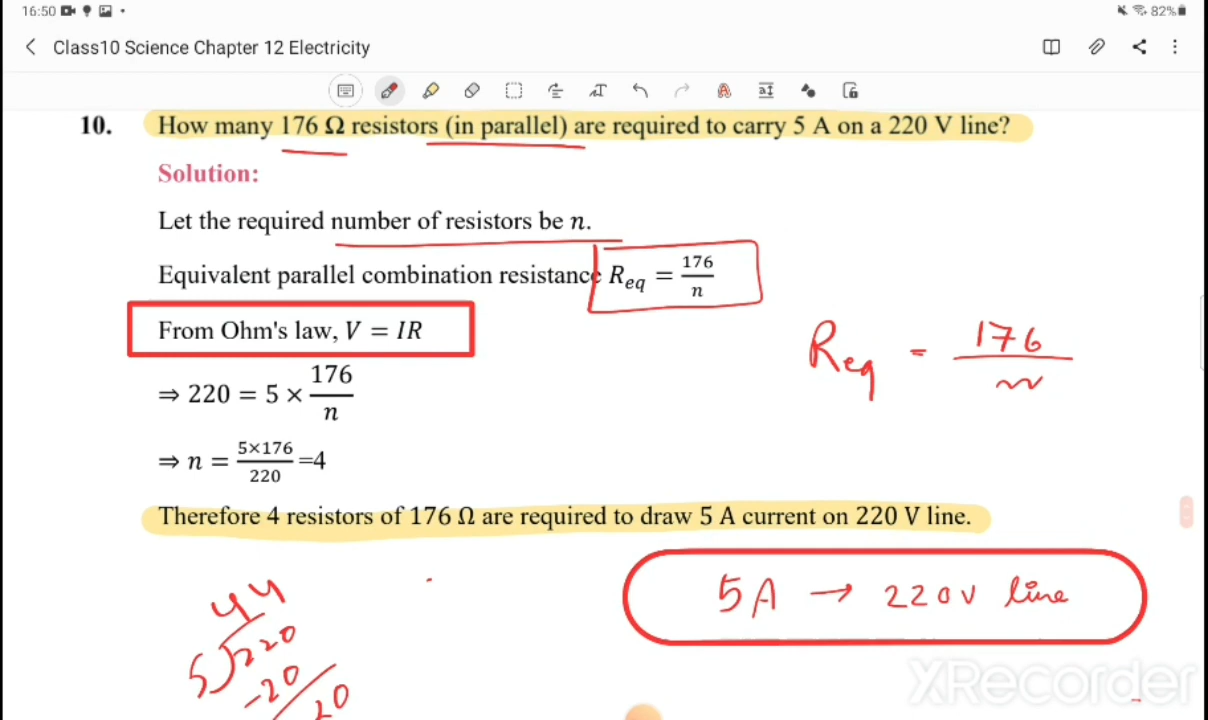 16:50
82%
Class10 Science Chapter 12 Electricity
10. How many 176 Ω resistors (in parallel) are required to carry 5 A on a 220 V line?
Solution:
Let the required number of resistors be n.
Equivalent parallel combination resistance R_eq = 176/n
From Ohm's law, V = IR
⇒ 220 = 5 × 176/n
R_eq = 176/n
⇒ n = 5×176/220 =4
Therefore 4 resistors of 176 Ω are required to draw 5 A current on 220 V line.
5A → 220V line
44
5)220
-20
20
XRecorder